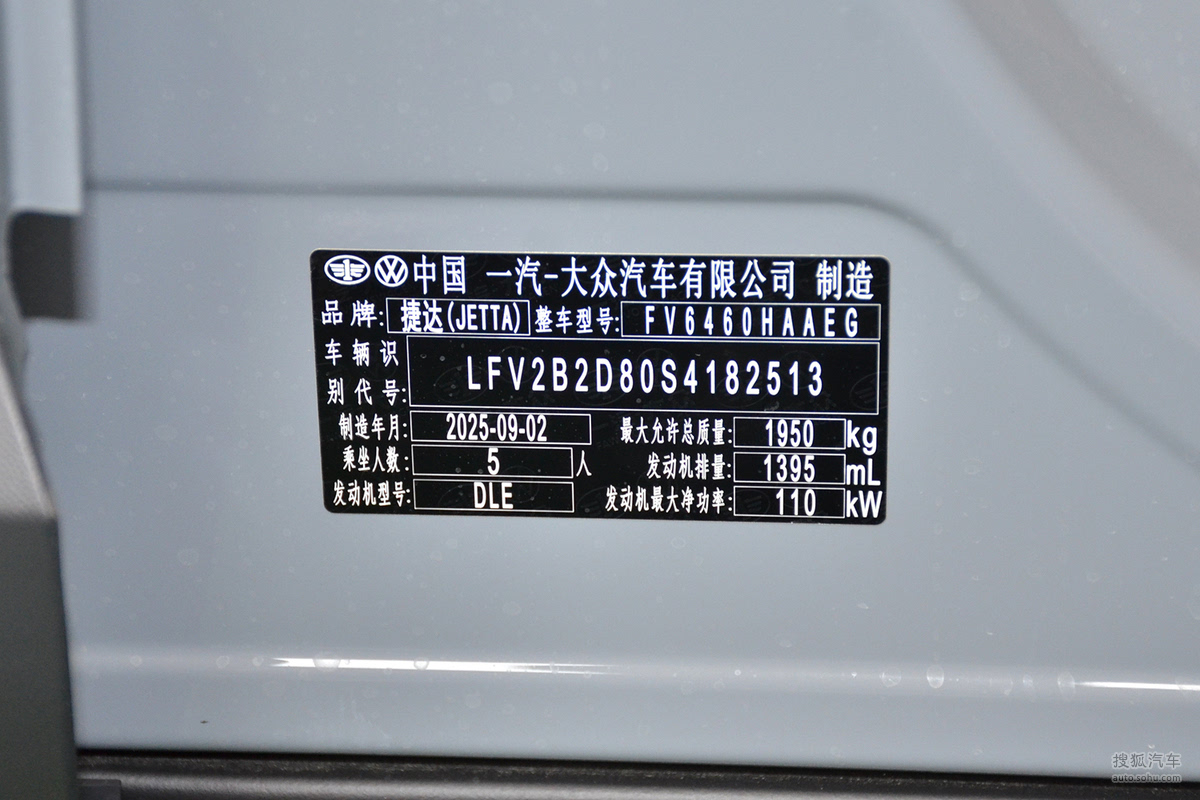 中国 一汽-大众汽车有限公司 制造
品牌: 捷达(JETTA) 整车型号: FV6460HAAEG
车辆识别代号: LFV2B2D80S4182513
制造年月: 2025-09-02 最大允许总质量: 1950 kg
乘坐人数: 5 人 发动机排量: 1395 mL
发动机型号: DLE 发动机最大净功率: 110 kW
搜狐汽车
auto.sohu.com